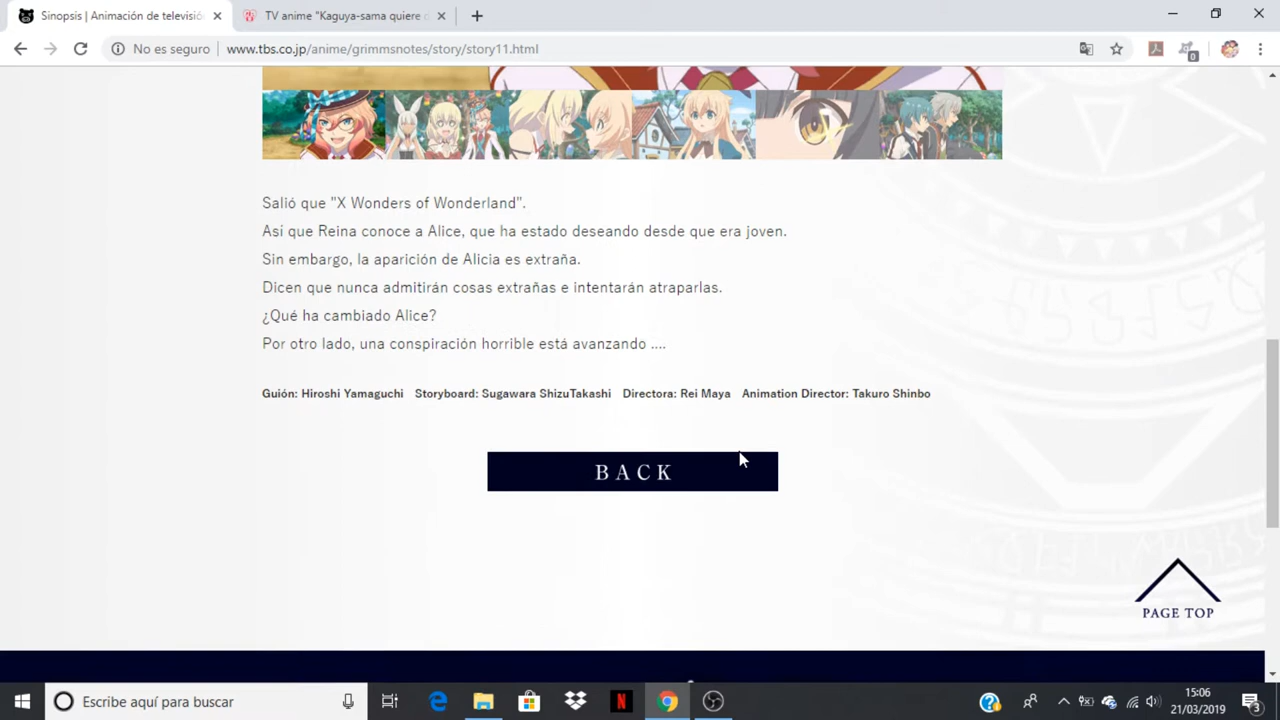 Sinopsis | Animación de televisió
TV anime "Kaguya-sama quiere
No es seguro
www.tbs.co.jp/anime/grimmsnotes/story/story11.html
0
Salió que "X Wonders of Wonderland".
Así que Reina conoce a Alice, que ha estado deseando desde que era joven.
Sin embargo, la aparición de Alicia es extraña.
Dicen que nunca admitirán cosas extrañas e intentarán atraparlas.
¿Qué ha cambiado Alice?
Por otro lado, una conspiración horrible está avanzando ....
Guión: Hiroshi Yamaguchi Storyboard: Sugawara ShizuTakashi Directora: Rei Maya Animation Director: Takuro Shinbo
BACK
PAGE TOP
Escribe aquí para buscar
N
15:06
21/03/2019
3